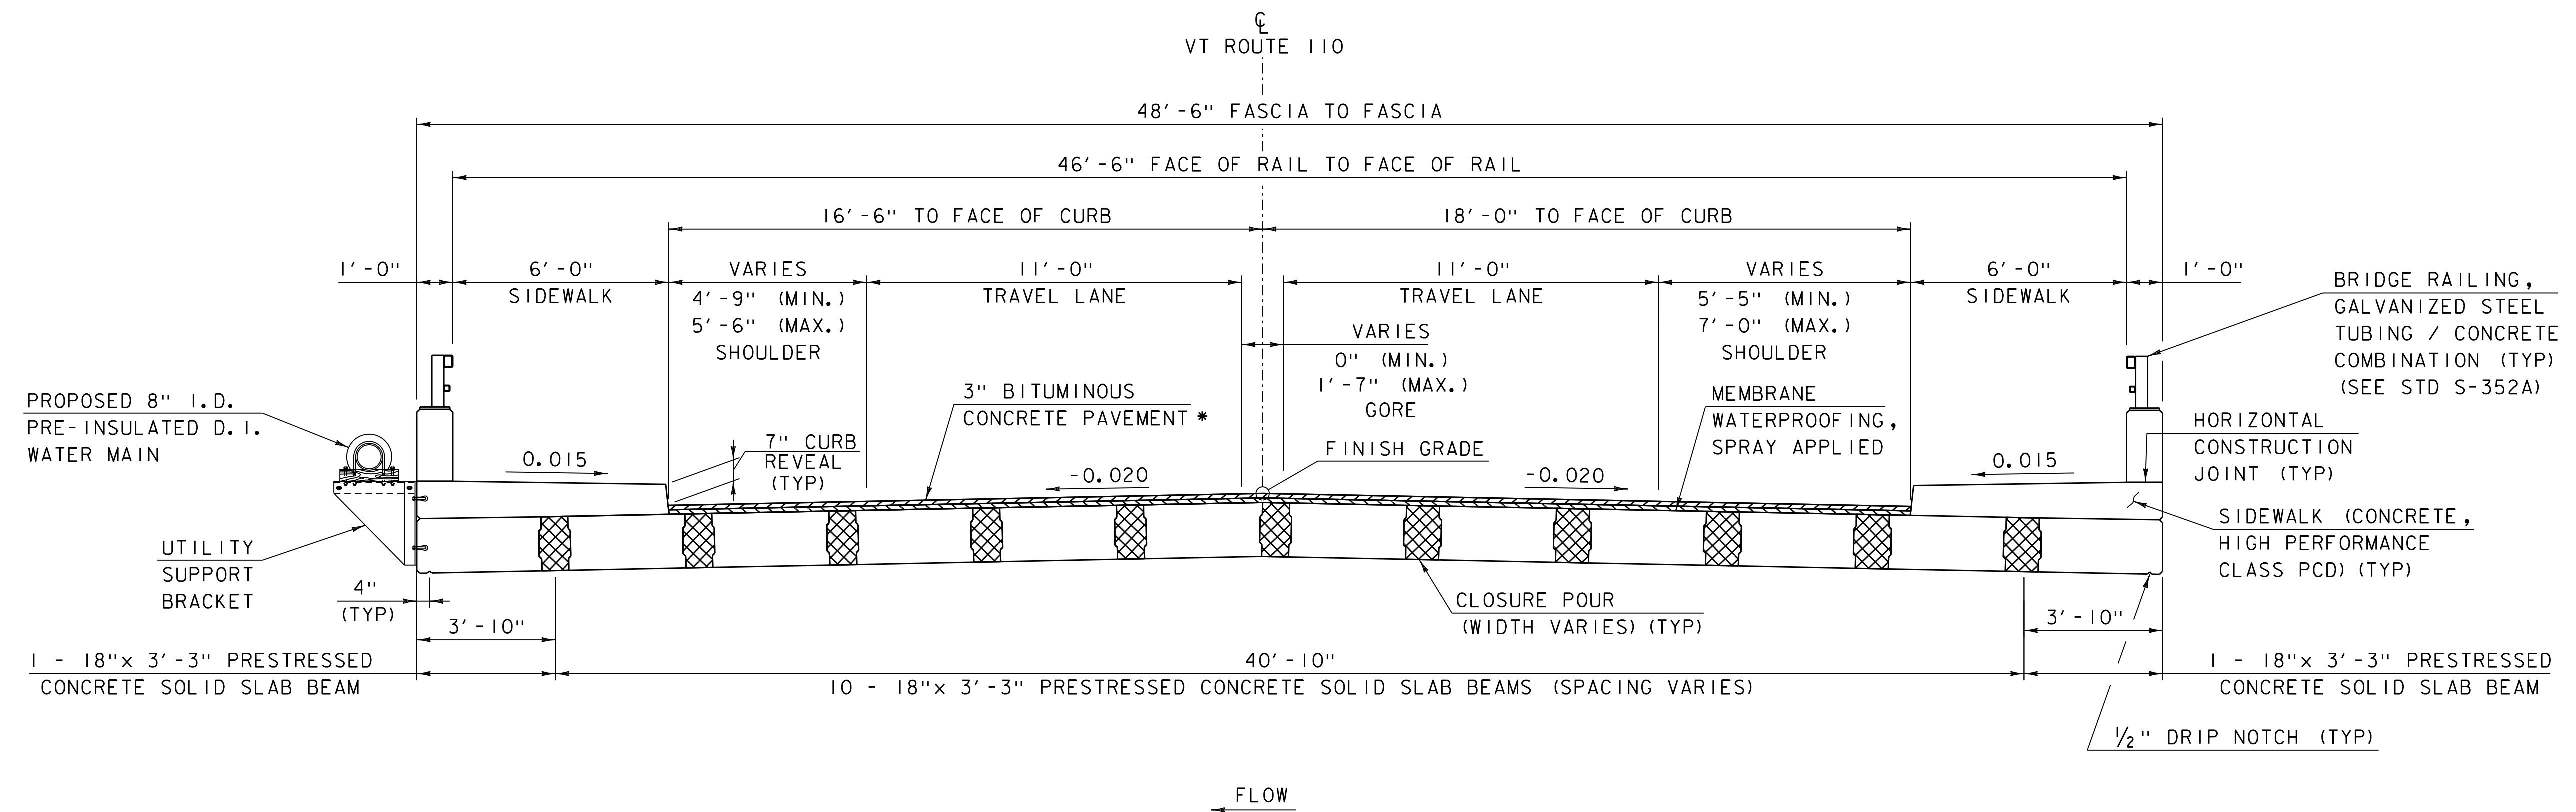 ℄
VT ROUTE 110
48'-6" FASCIA TO FASCIA
46'-6" FACE OF RAIL TO FACE OF RAIL
16'-6" TO FACE OF CURB
18'-0" TO FACE OF CURB
1'-0"
6'-0"
SIDEWALK
VARIES
4'-9" (MIN.)
5'-6" (MAX.)
SHOULDER
11'-0"
TRAVEL LANE
VARIES
0" (MIN.)
1'-7" (MAX.)
GORE
11'-0"
TRAVEL LANE
VARIES
5'-5" (MIN.)
7'-0" (MAX.)
SHOULDER
6'-0"
SIDEWALK
1'-0"
BRIDGE RAILING,
GALVANIZED STEEL
TUBING / CONCRETE
COMBINATION (TYP)
(SEE STD S-352A)
PROPOSED 8" I.D.
PRE-INSULATED D.I.
WATER MAIN
0.015
7" CURB
REVEAL
(TYP)
3" BITUMINOUS
CONCRETE PAVEMENT *
-0.020
FINISH GRADE
-0.020
MEMBRANE
WATERPROOFING,
SPRAY APPLIED
0.015
HORIZONTAL
CONSTRUCTION
JOINT (TYP)
UTILITY
SUPPORT
BRACKET
4"
(TYP)
3'-10"
CLOSURE POUR
(WIDTH VARIES) (TYP)
SIDEWALK (CONCRETE,
HIGH PERFORMANCE
CLASS PCD) (TYP)
3'-10"
1 - 18"x 3'-3" PRESTRESSED
CONCRETE SOLID SLAB BEAM
40'-10"
10 - 18"x 3'-3" PRESTRESSED CONCRETE SOLID SLAB BEAMS (SPACING VARIES)
1 - 18"x 3'-3" PRESTRESSED
CONCRETE SOLID SLAB BEAM
1/2" DRIP NOTCH (TYP)
FLOW